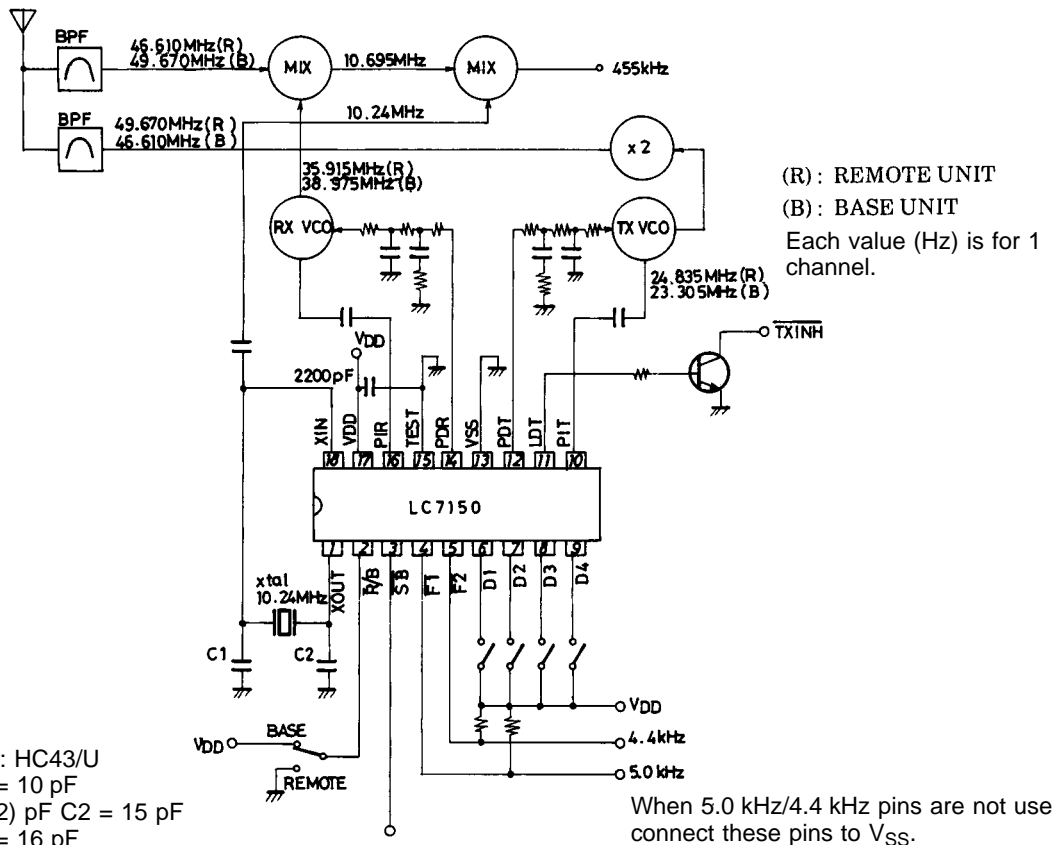 BPF
46.610MHz(R)
49.670MHz(B)
MIX
10.695MHz
MIX
455kHz
10.24MHz
BPF
49.670MHz(R)
46.610MHz(B)
x2
35.915MHz(R)
38.975MHz(B)
RX VCO
TX VCO
(R) : REMOTE UNIT
(B) : BASE UNIT
Each value (Hz) is for 1
channel.
24.835MHz(R)
23.305MHz(B)
TXINH
VDD
2200pF
XIN
VDD
PIR
TEST
PDR
VSS
PDT
LDT
PIT
18 17 16 15 14 13 12 11 10
LC7150
1 2 3 4 5 6 7 8 9
XOUT
R/B
SB
F1
F2
D1
D2
D3
D4
xtal
10.24MHz
C1
C2
VDD
BASE
REMOTE
VDD
4.4kHz
5.0kHz
: HC43/U
= 10 pF
2) pF C2 = 15 pF
= 16 pF
When 5.0 kHz/4.4 kHz pins are not use
connect these pins to VSS.